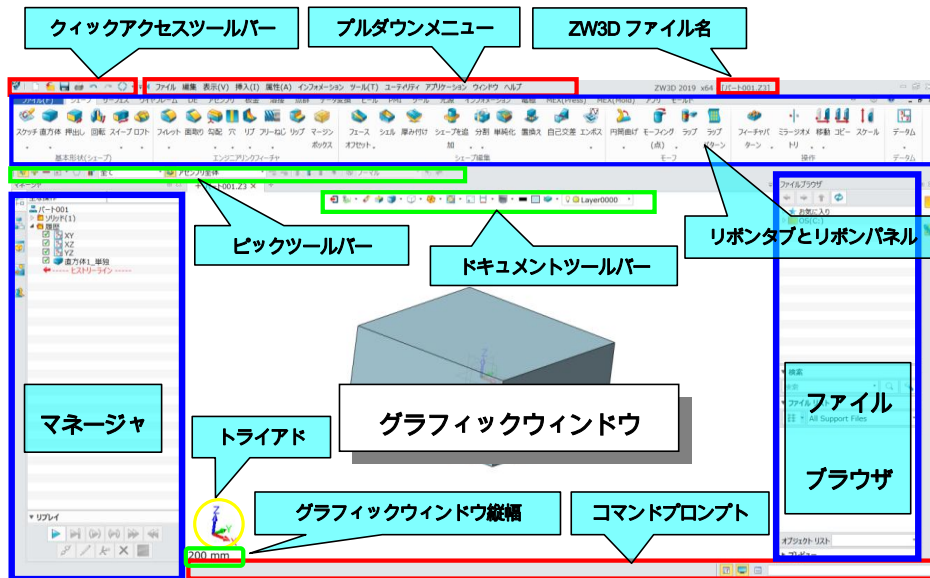 クィックアクセスツールバー
プルダウンメニュー
ZW3D ファイル名
ファイル 編集 表示(V) 挿入(I) 属性(A) インフォメーション ツール(T) ユーティリティ アプリケーション ウインドウ ヘルプ
ZW3D 2019 x64
[パート001.Z3]
スケッチ 直方体 押出し 回転 スイープ ロフト
フィレット 面取り 勾配 穴 リブ フリーねじ リップ マージン
ボックス
フェース シェル 厚み付け シェープを追 分割 単純化 置換え 自己交差 エンボス
オフセット 加
円筒曲げ モーフィング ラップ ラップ
(点) パターン
フィーチャパ ミラージオメ 移動 コピー スケール
ターン トリ
データム
基本形状(シェープ)
エンジニアリングフィーチャ
シェープ編集
モーフ
操作
データム
全て
アセンブリ全体
ート001.Z3
Layer0000
ファイルブラウザ
お気に入り
OS(C:)
パート001
ソリッド(1)
履歴
XY
XZ
YZ
直方体1_単独
----- ヒストリーライン -----
ピックツールバー
ドキュメントツールバー
リボンタブとリボンパネル
マネージャ
トライアド
グラフィックウィンドウ
検索
All Support Files
ファイル
ブラウザ
リプレイ
グラフィックウィンドウ縦幅
コマンドプロンプト
200 mm
オブジェクト リスト
プレビュー